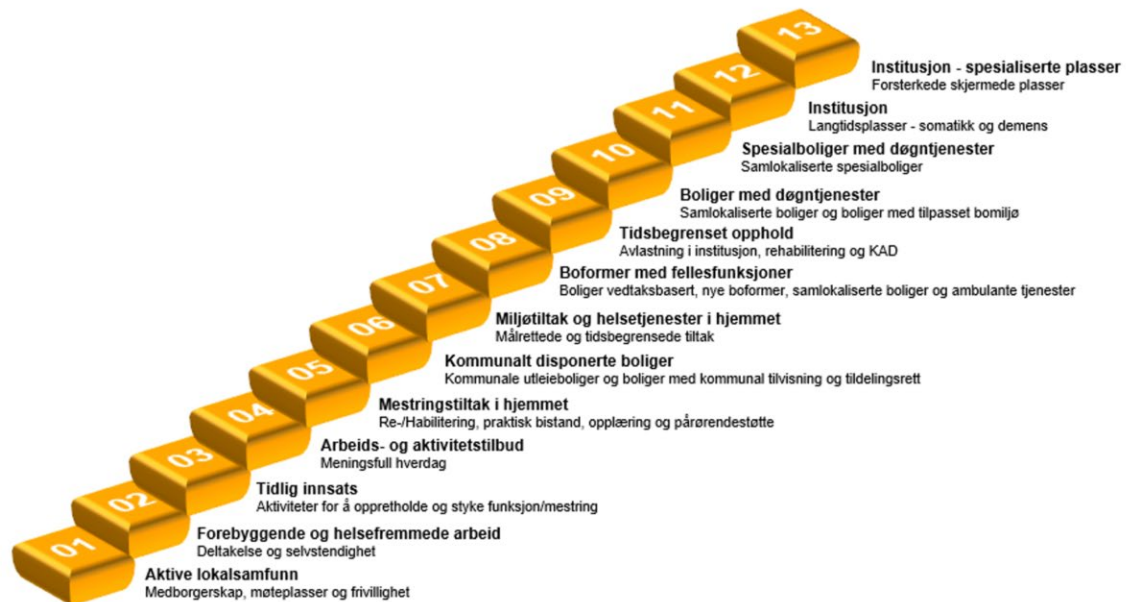 13
Institusjon - spesialiserte plasser
Forsterkede skjermede plasser
12
Institusjon
Langtidsplasser - somatikk og demens
11
Spesialboliger med døgntjenester
Samlokaliserte spesialboliger
10
Boliger med døgntjenester
Samlokaliserte boliger og boliger med tilpasset bomiljø
09
Tidsbegrenset opphold
Avlastning i institusjon, rehabilitering og KAD
08
Boformer med fellesfunksjoner
Boliger vedtaksbasert, nye boformer, samlokaliserte boliger og ambulante tjenester
07
Miljøtiltak og helsetjenester i hjemmet
Målrettede og tidsbegrensede tiltak
06
Kommunalt disponerte boliger
Kommunale utleieboliger og boliger med kommunal tilvisning og tildelingsrett
05
Mestringstiltak i hjemmet
Re-/Habilitering, praktisk bistand, opplæring og pårørendestøtte
04
Arbeids- og aktivitetstilbud
Meningsfull hverdag
03
Tidlig innsats
Aktiviteter for å oppretholde og styke funksjon/mestring
02
Forebyggende og helsefremmede arbeid
Deltakelse og selvstendighet
01
Aktive lokalsamfunn
Medborgerskap, møteplasser og frivillighet